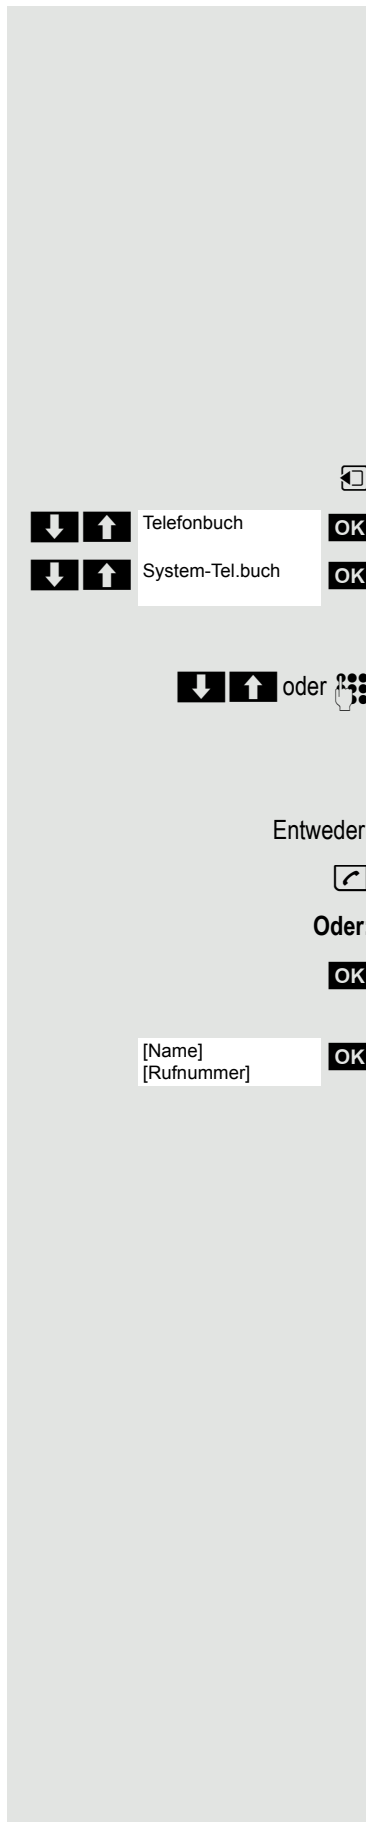 Telefonbuch OK
System-Tel.buch OK
oder
Entweder
Oder:
OK
[Name] OK
[Rufnummer]